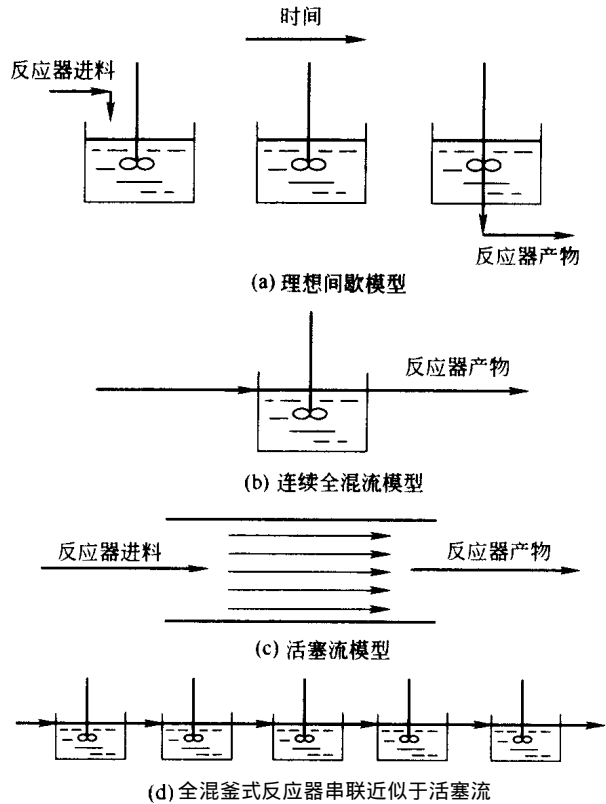 时间
反应器进料
反应器产物
(a) 理想间歇模型
反应器产物
(b) 连续全混流模型
反应器进料
反应器产物
(c) 活塞流模型
(d) 全混釜式反应器串联近似于活塞流